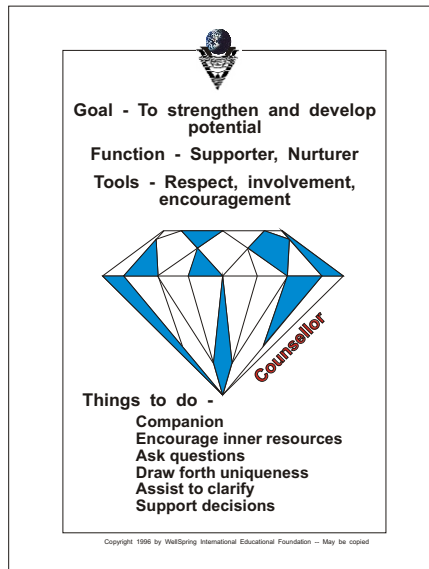 Goal - To strengthen and develop
potential
Function - Supporter, Nurturer
Tools - Respect, involvement,
encouragement
Counsellor
Things to do -
Companion
Encourage inner resources
Ask questions
Draw forth uniqueness
Assist to clarify
Support decisions
Copyright 1996 by WellSpring International Educational Foundation -- May be copied